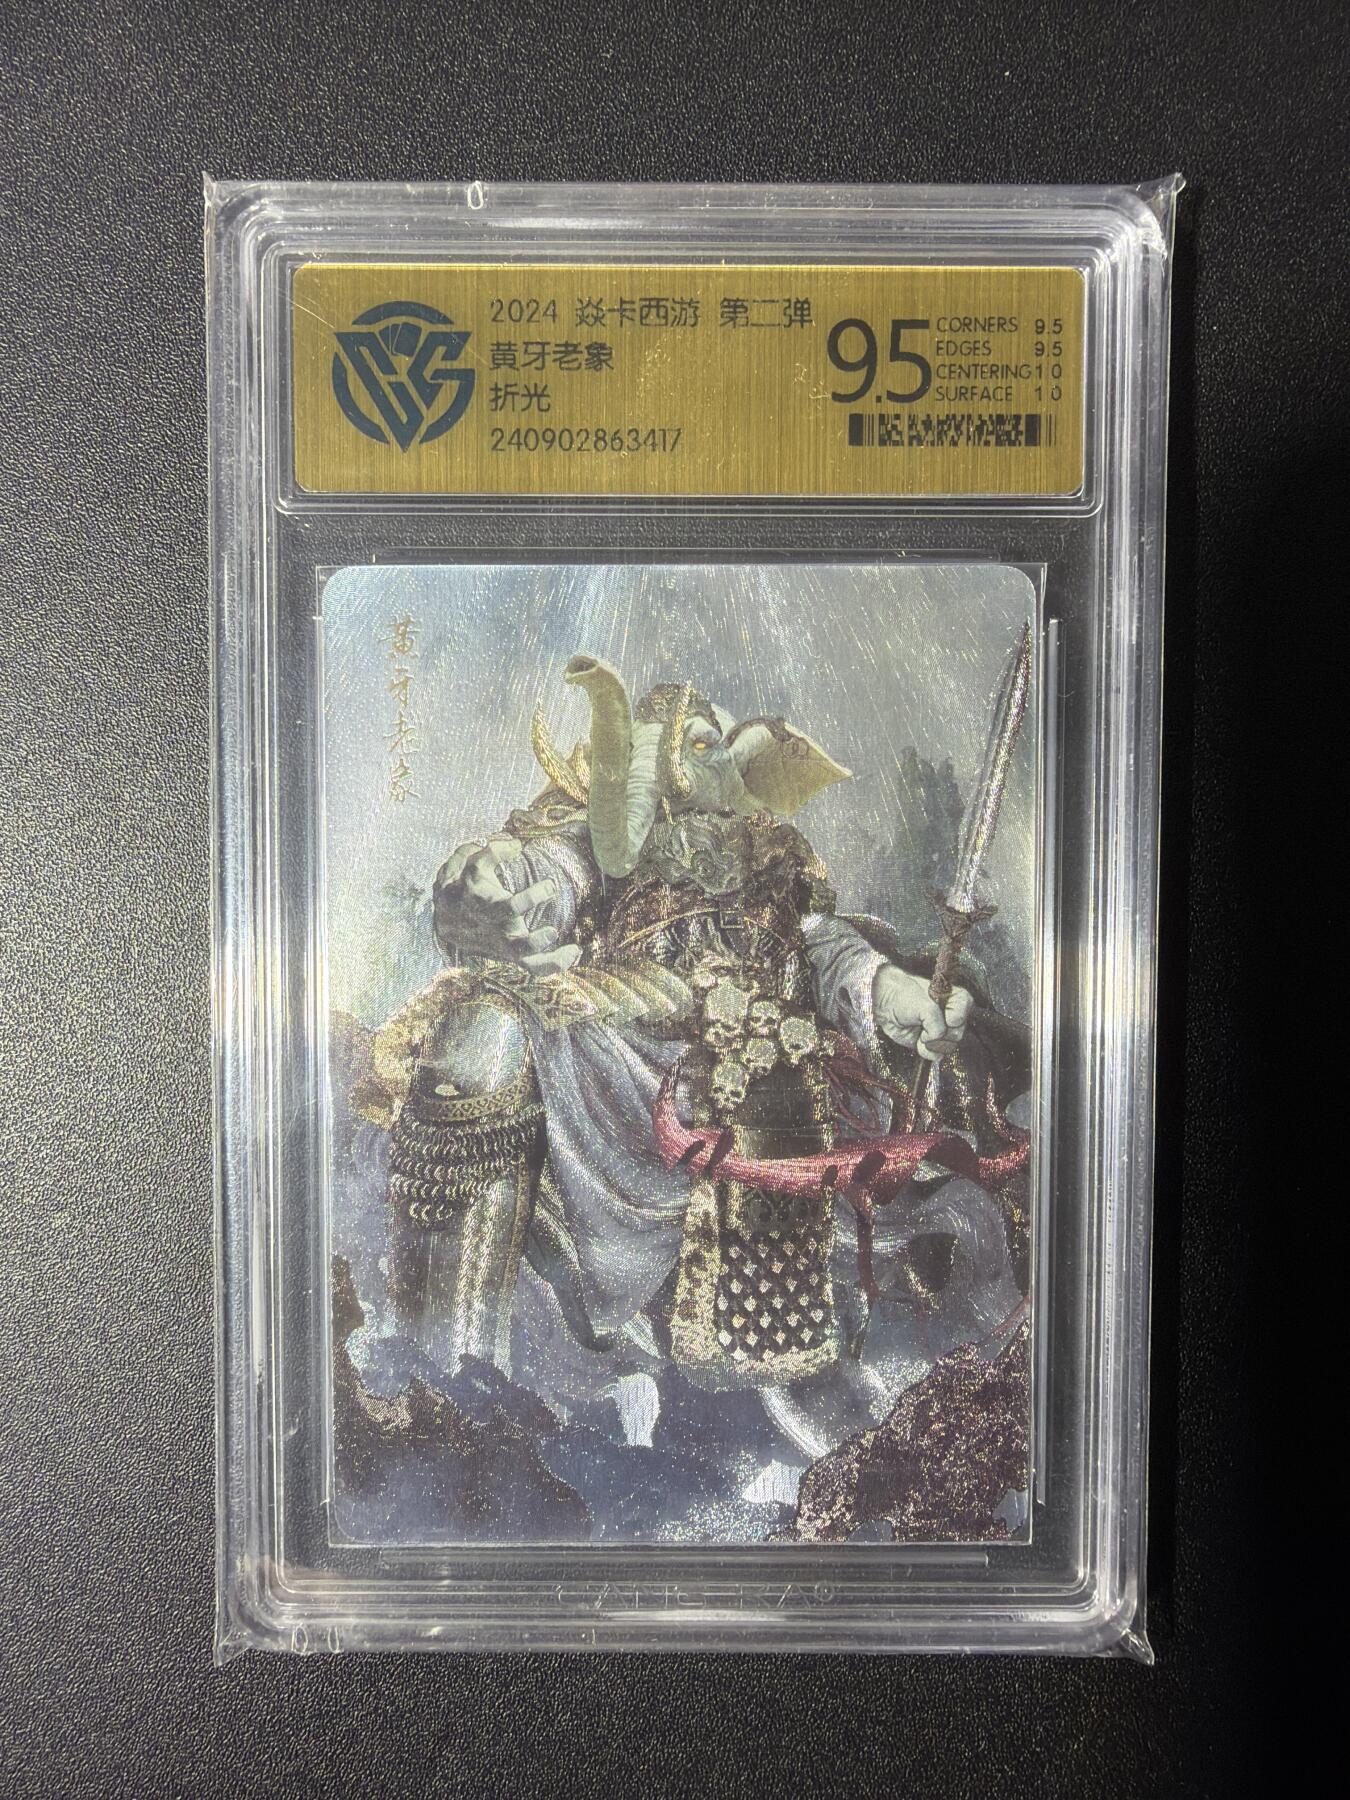 2024 焱卡西游 第二弹
黄牙老象
折光
240902863417
9.5
CORNERS 9.5
EDGES 9.5
CENTERING 10
SURFACE 10
黄牙老象